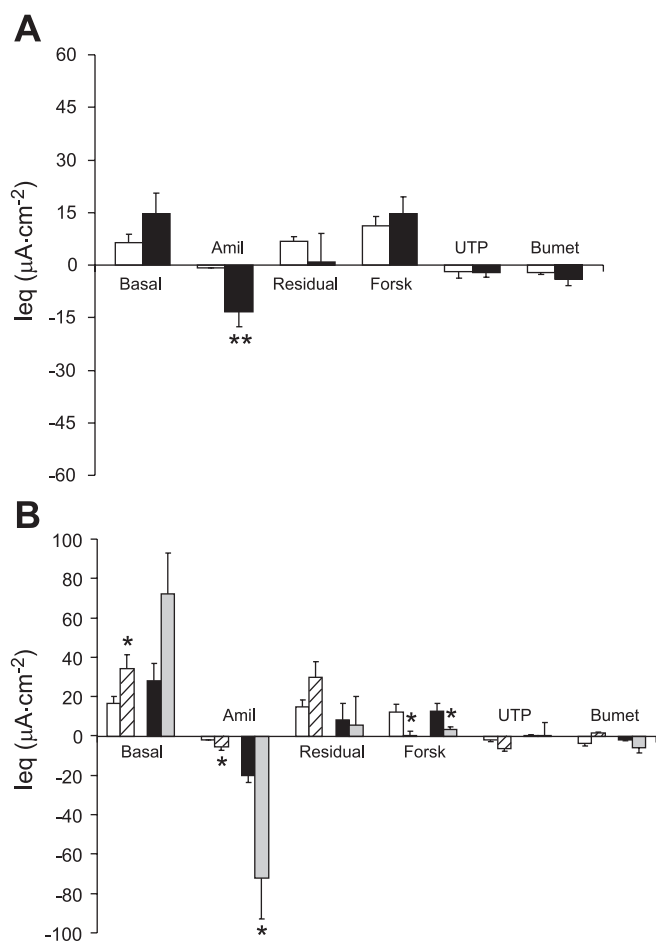 A
60
45
30
15
0
-15
-30
-45
-60
Ieq (µA·cm-2)
Basal
Amil
**
Residual
Forsk
UTP
Bumet
B
100
80
60
40
20
0
-20
-40
-60
-80
-100
Ieq (µA·cm-2)
*
Basal
Amil
*
*
Residual
*
*
Forsk
UTP
Bumet